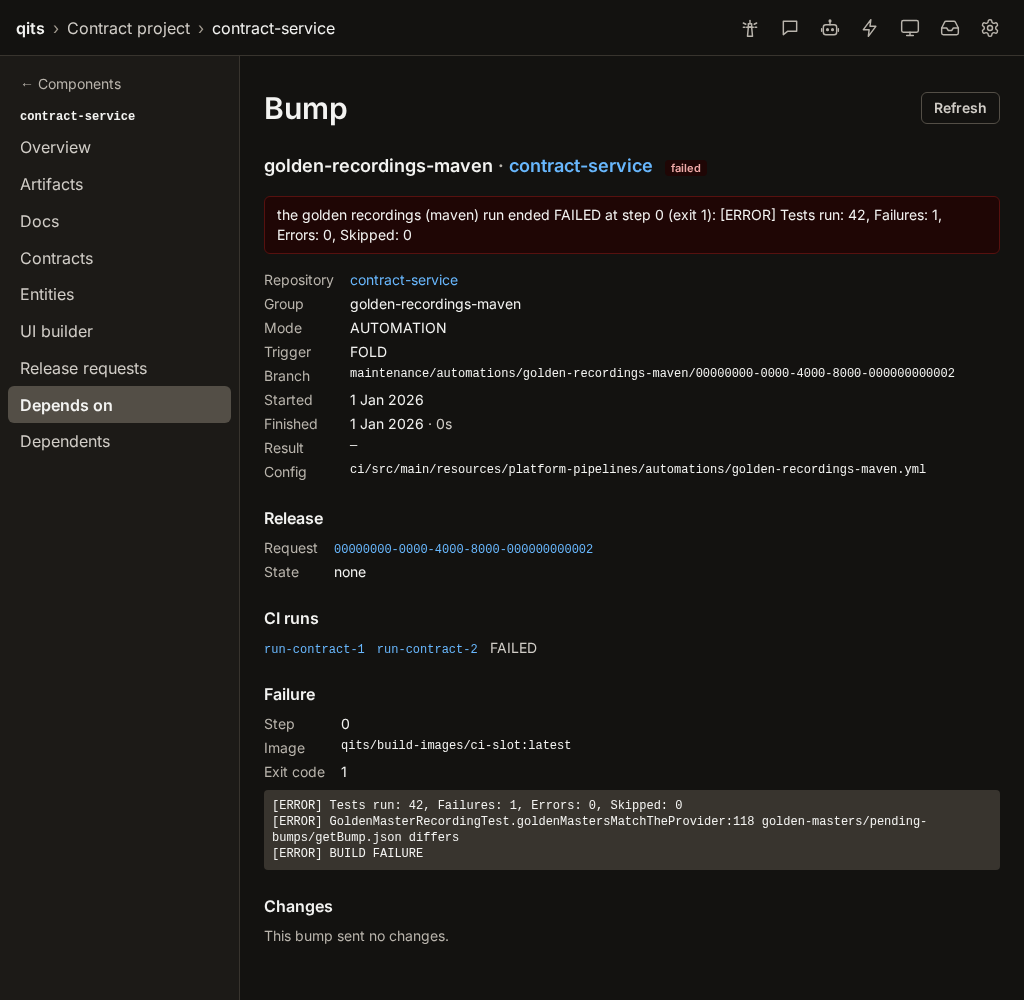 qits › Contract project › contract-service
← Components
contract-service
Overview
Artifacts
Docs
Contracts
Entities
UI builder
Release requests
Depends on
Dependents
Bump
Refresh
golden-recordings-maven · contract-service failed
the golden recordings (maven) run ended FAILED at step 0 (exit 1): [ERROR] Tests run: 42, Failures: 1,
Errors: 0, Skipped: 0
Repository contract-service
Group golden-recordings-maven
Mode AUTOMATION
Trigger FOLD
Branch maintenance/automations/golden-recordings-maven/00000000-0000-4000-8000-000000000002
Started 1 Jan 2026
Finished 1 Jan 2026 · 0s
Result –
Config ci/src/main/resources/platform-pipelines/automations/golden-recordings-maven.yml
Release
Request 00000000-0000-4000-8000-000000000002
State none
CI runs
run-contract-1 run-contract-2 FAILED
Failure
Step 0
Image qits/build-images/ci-slot:latest
Exit code 1
[ERROR] Tests run: 42, Failures: 1, Errors: 0, Skipped: 0
[ERROR] GoldenMasterRecordingTest.goldenMastersMatchTheProvider:118 golden-masters/pending-
bumps/getBump.json differs
[ERROR] BUILD FAILURE
Changes
This bump sent no changes.